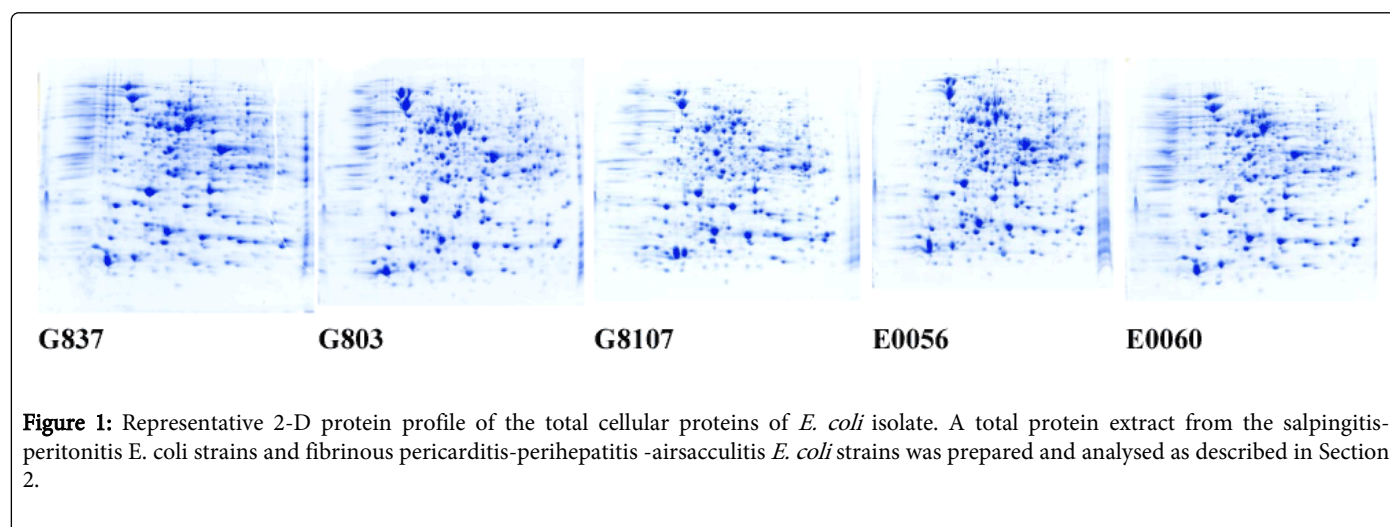 G837 G803 G8107 E0056 E0060
Figure 1: Representative 2-D protein profile of the total cellular proteins of E. coli isolate. A total protein extract from the salpingitis-
peritonitis E. coli strains and fibrinous pericarditis-perihepatitis -airsacculitis E. coli strains was prepared and analysed as described in Section
2.